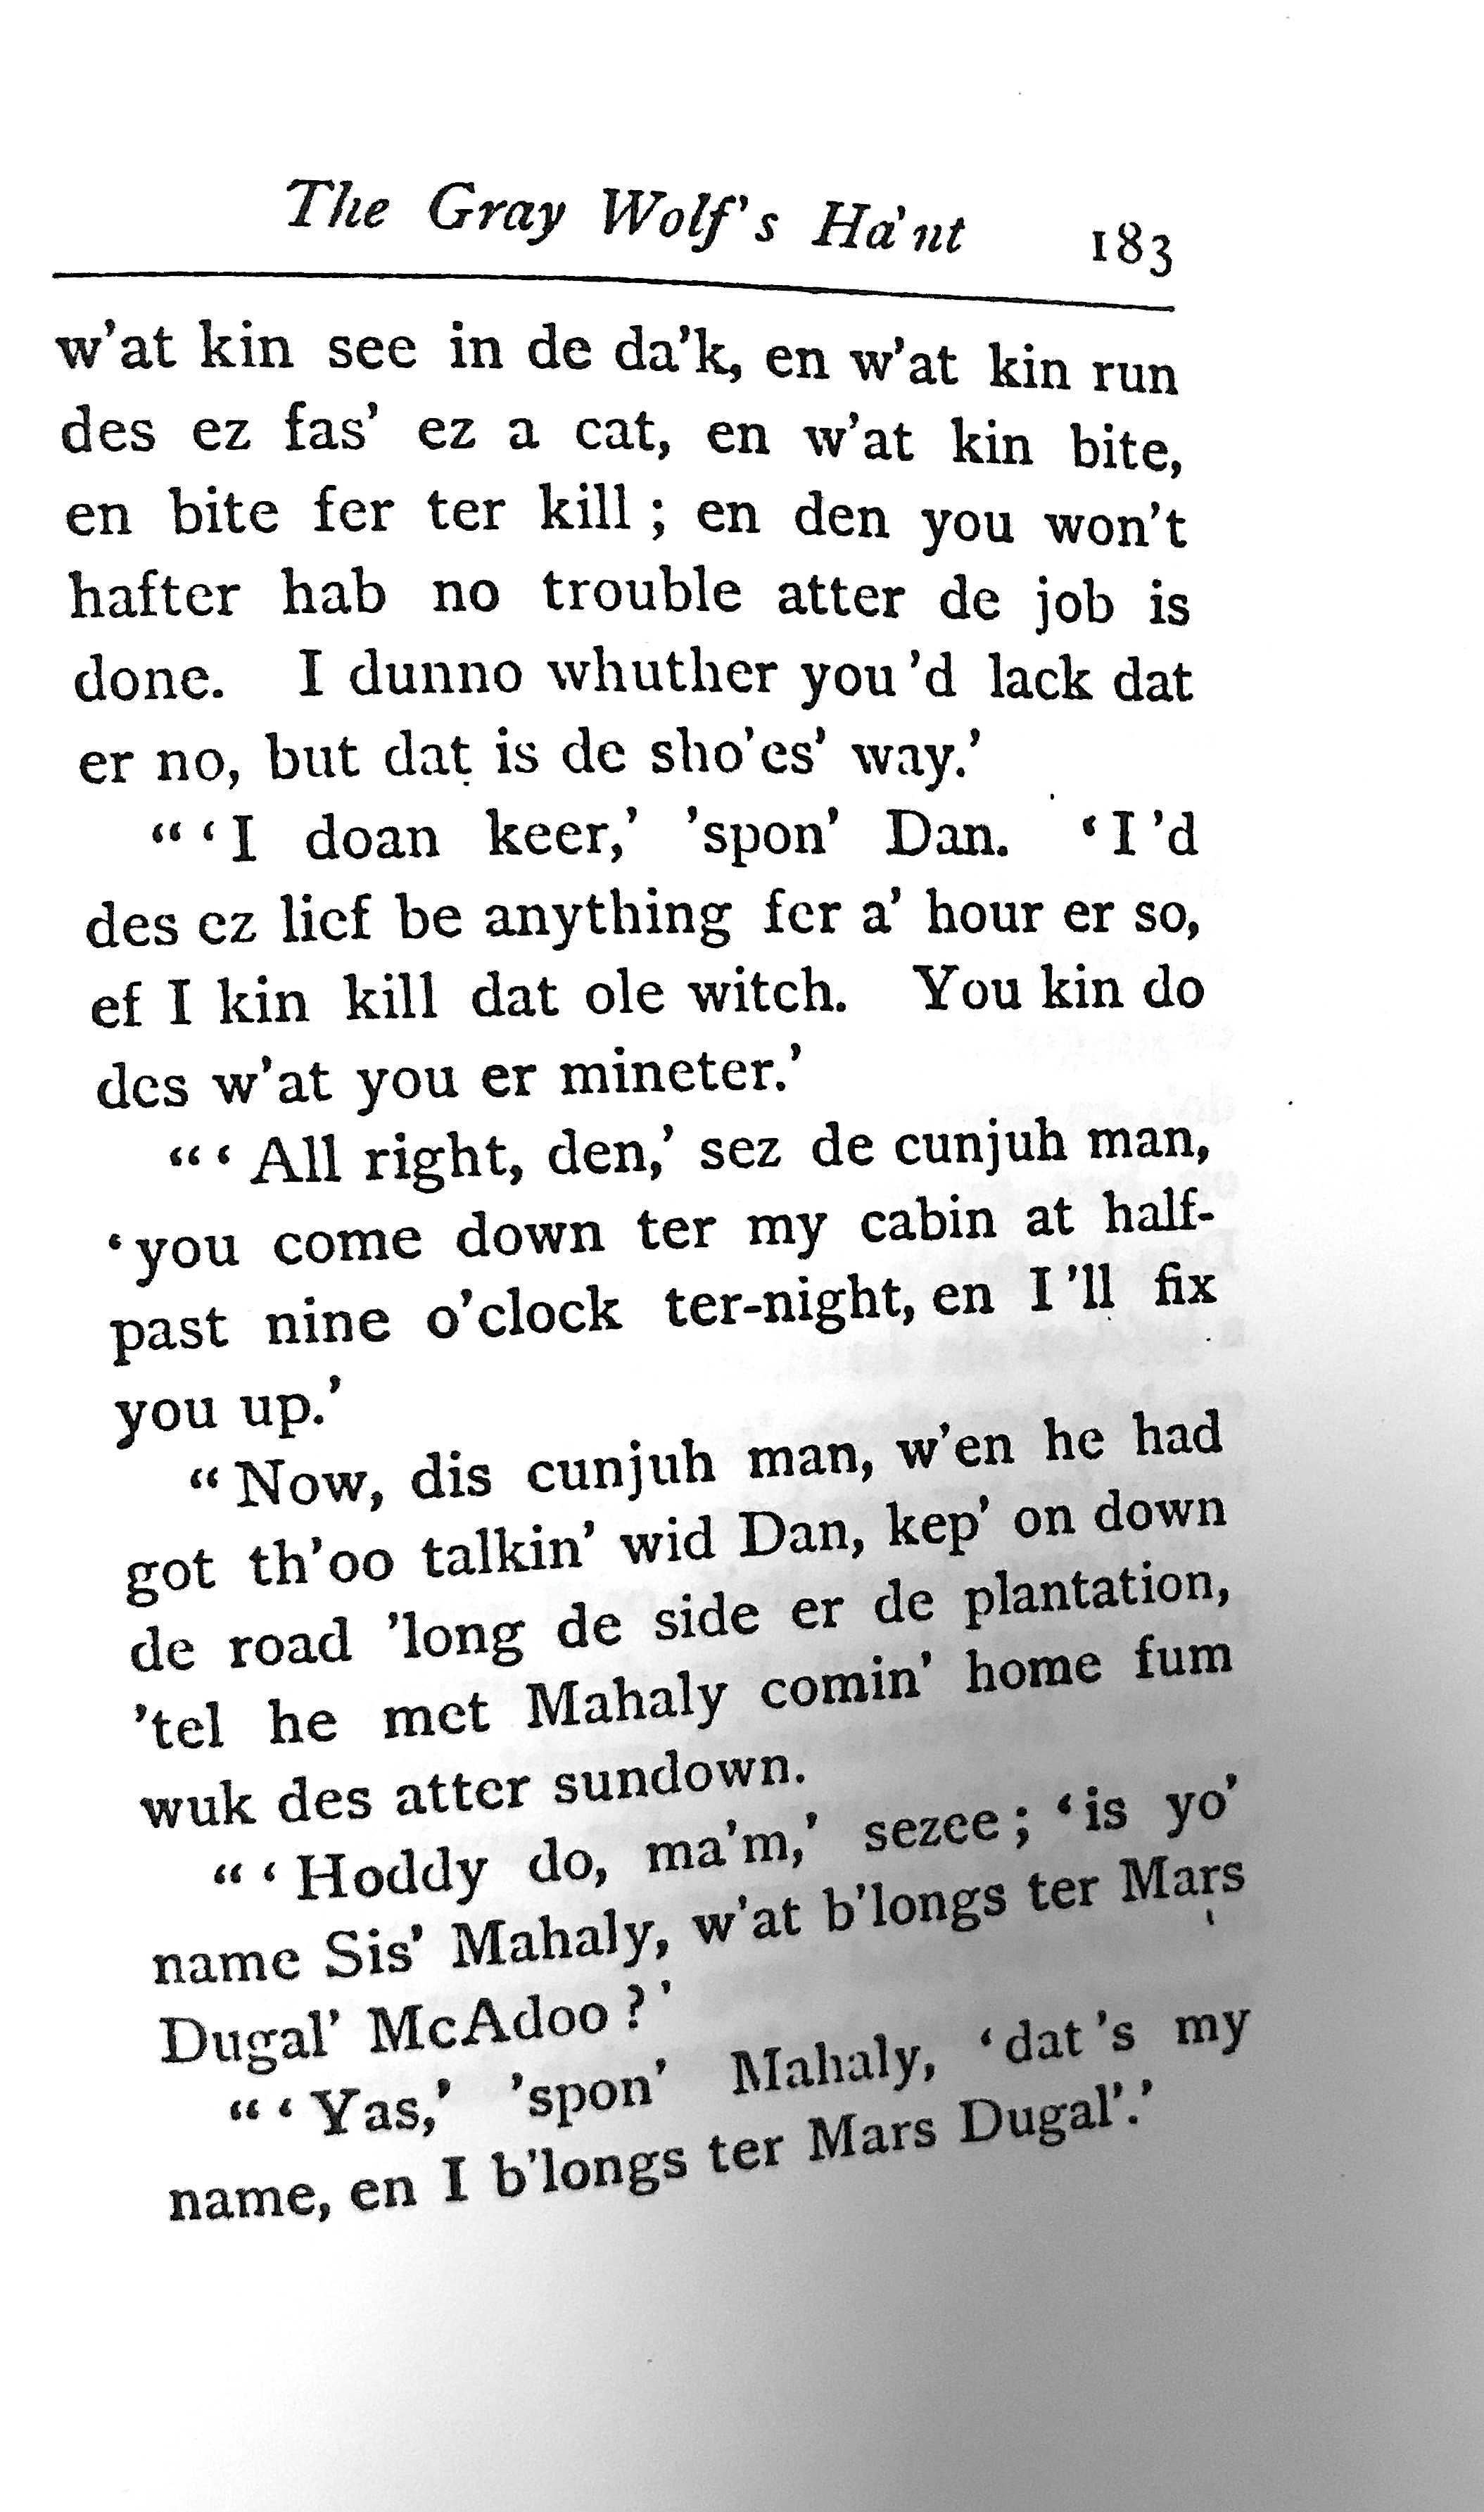 The Gray Wolf's Ha'nt 183
w'at kin see in de da'k, en w'at kin run
des ez fas' ez a cat, en w'at kin bite,
en bite fer ter kill; en den you won't
hafter hab no trouble atter de job is
done. I dunno whuther you 'd lack dat
er no, but dat is de sho'es' way.'
"'I doan keer,' 'spon' Dan. 'I 'd
des ez lief be anything fer a' hour er so,
ef I kin kill dat ole witch. You kin do
des w'at you er mineter.'
"'All right, den,' sez de cunjuh man,
'you come down ter my cabin at half-
past nine o'clock ter-night, en I 'll fix
you up.'
"Now, dis cunjuh man, w'en he had
got th'oo talkin' wid Dan, kep' on down
de road 'long de side er de plantation,
'tel he met Mahaly comin' home fum
wuk des atter sundown.
"'Hoddy do, ma'm,' sezee; 'is yo'
name Sis' Mahaly, w'at b'longs ter Mars
Dugal' McAdoo?'
"'Yas,' 'spon' Mahaly, 'dat 's my
name, en I b'longs ter Mars Dugal'.'